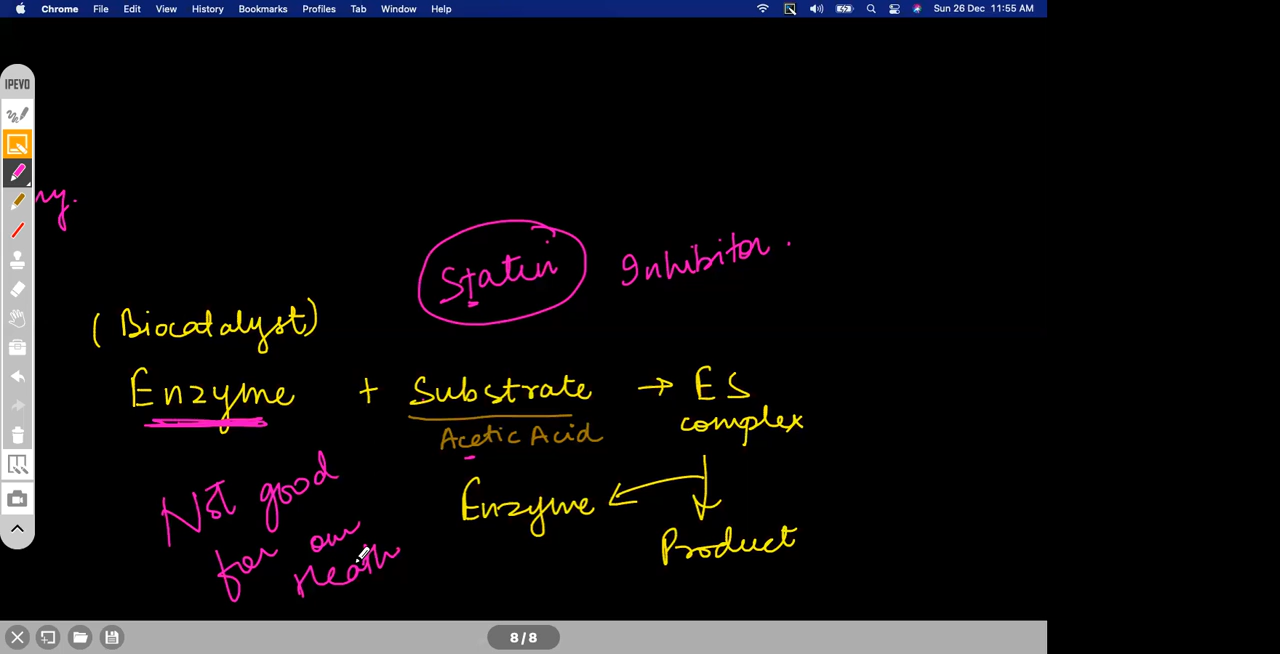 Chrome File Edit View History Bookmarks Profiles Tab Window Help Sun 26 Dec 11:55 AM
IPEVO
Statin Inhibitor.
(Biocatalyst)
Enzyme + Substrate → ES
complex
Acetic Acid
Not good
for our
Heath
Enzyme
Product
8/8